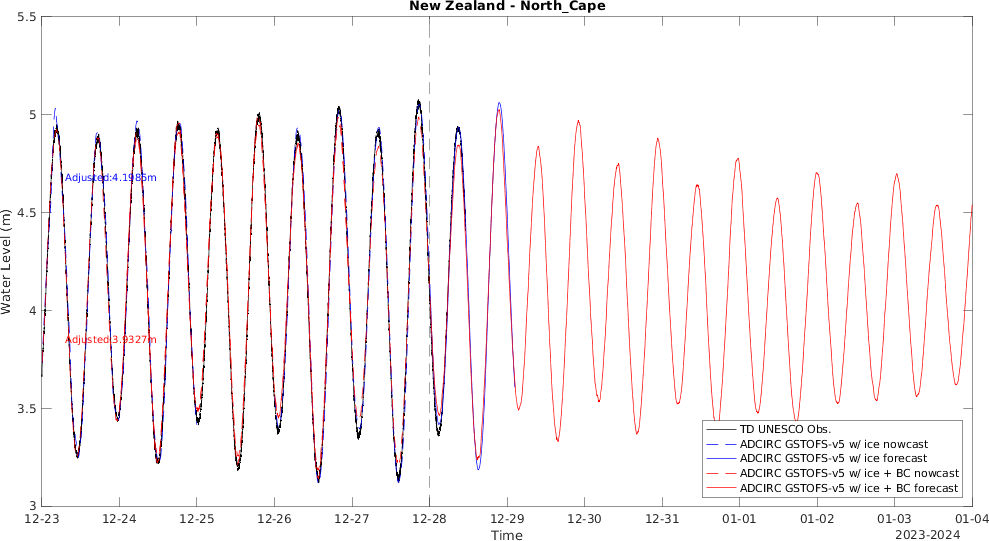 New Zealand - North_Cape
5.5
5
4.5
4
3.5
3
Water Level (m)
Adjusted:4.1985m
Adjusted:3.9327m
TD UNESCO Obs.
ADCIRC GSTOFS-v5 w/ ice nowcast
ADCIRC GSTOFS-v5 w/ ice forecast
ADCIRC GSTOFS-v5 w/ ice + BC nowcast
ADCIRC GSTOFS-v5 w/ ice + BC forecast
12-23 12-24 12-25 12-26 12-27 12-28 12-29 12-30 12-31 01-01 01-02 01-03 01-04
Time
2023-2024